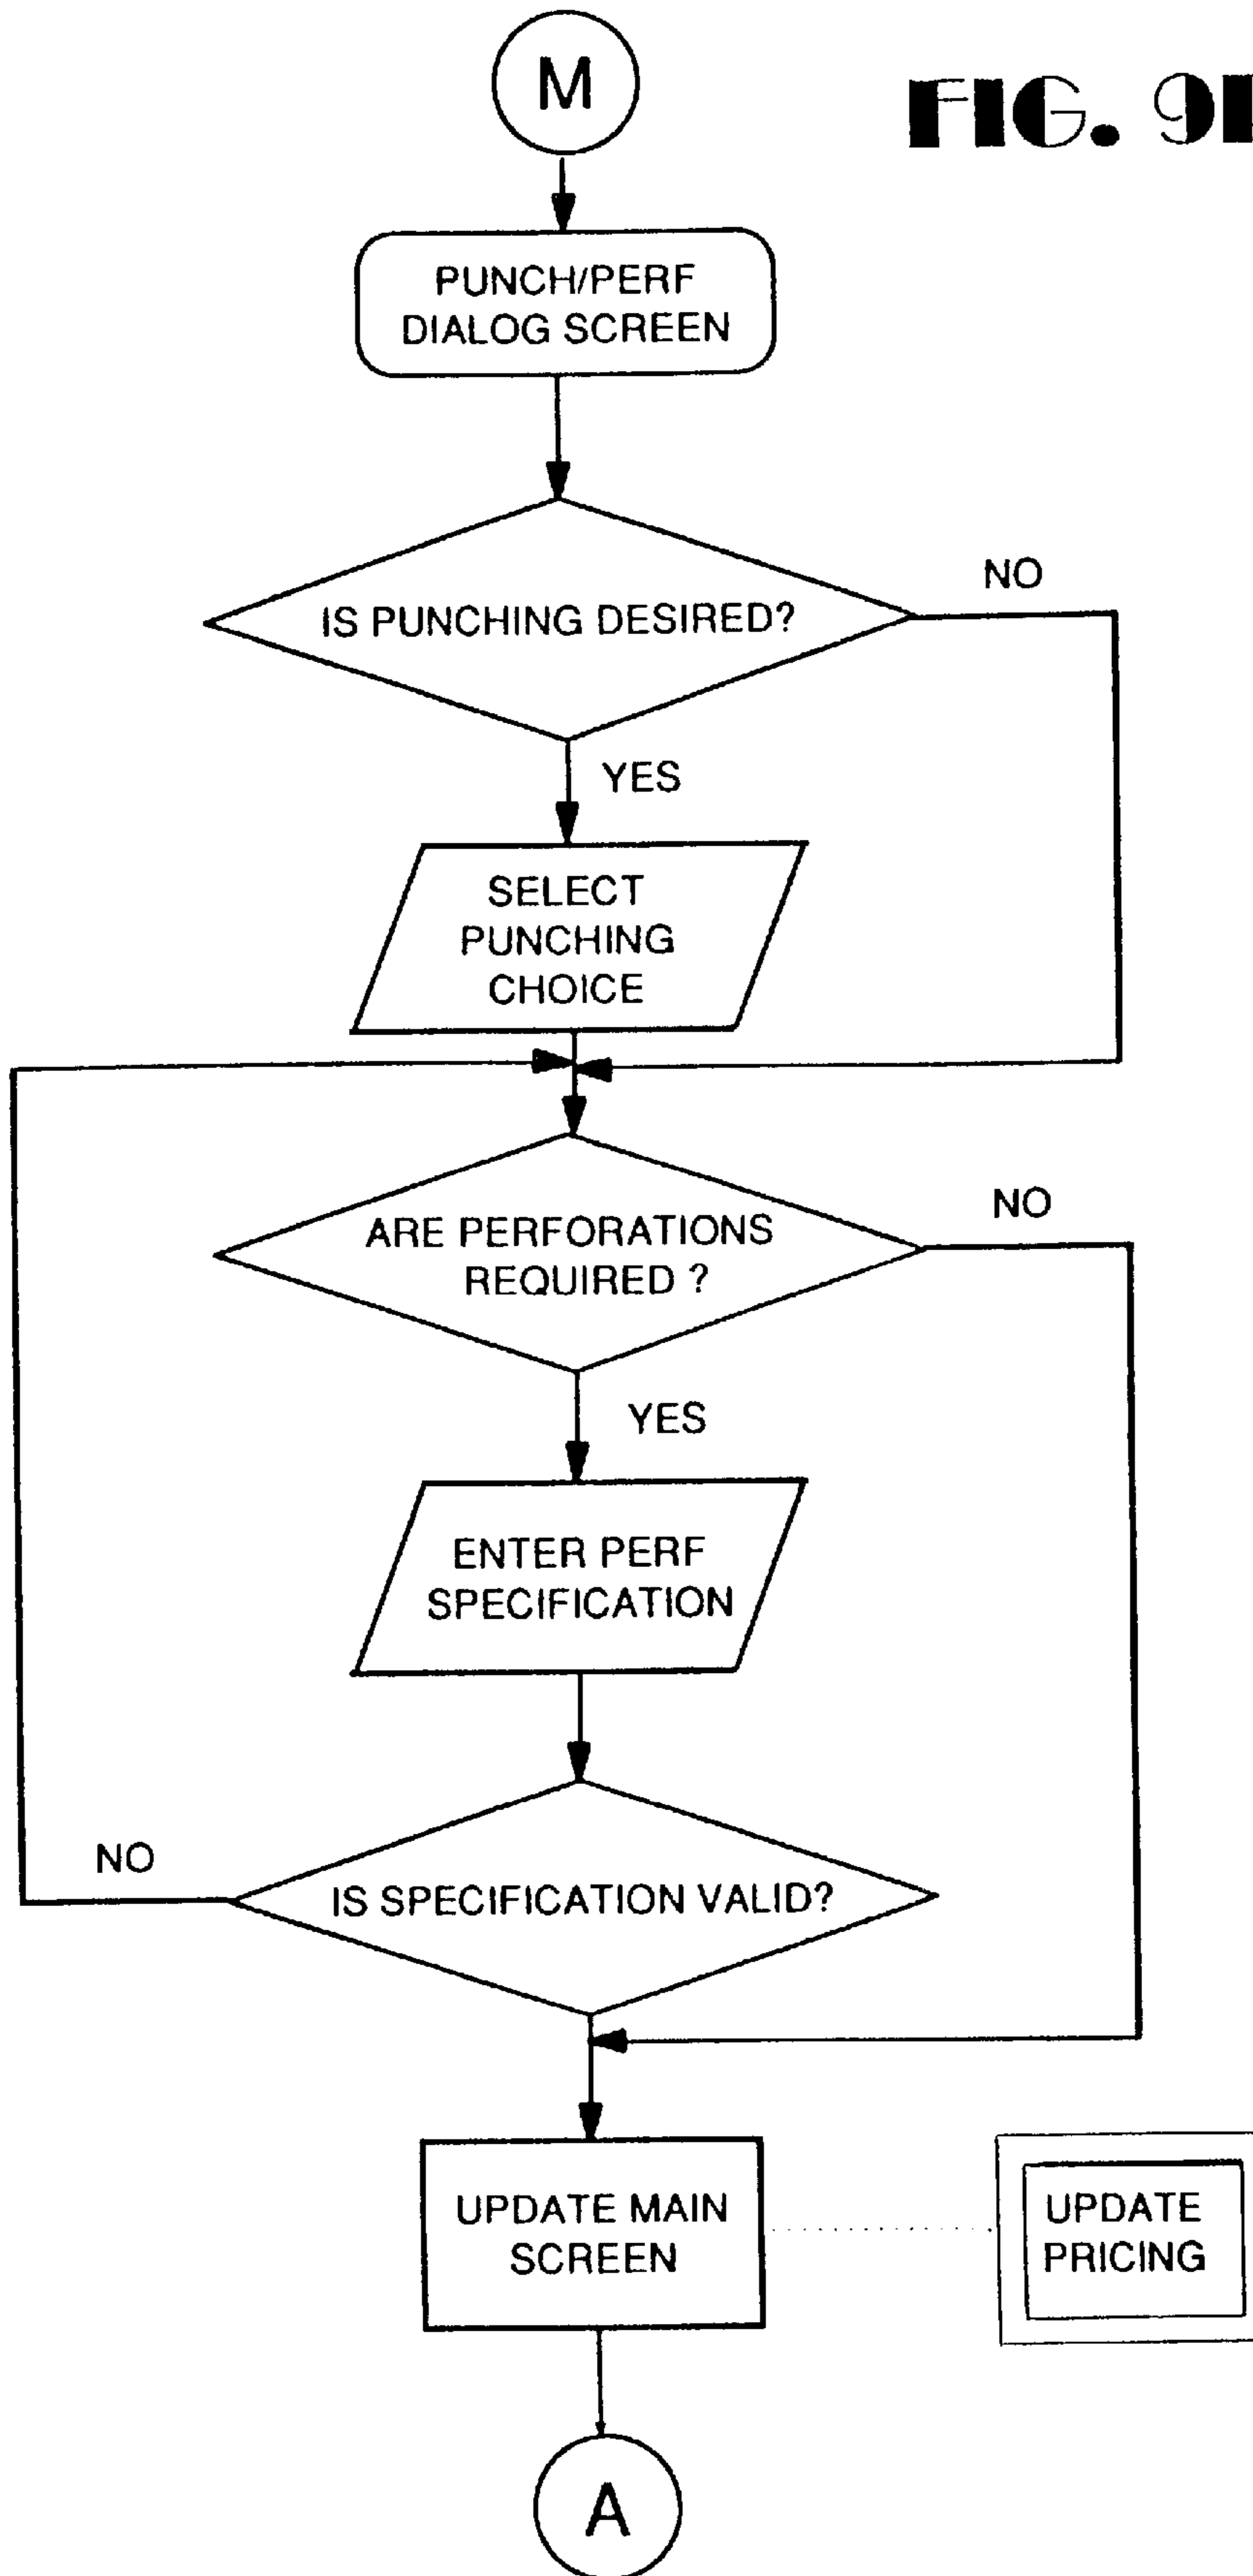 M
FIG. 9I
PUNCH/PERF
DIALOG SCREEN
IS PUNCHING DESIRED?
NO
YES
SELECT
PUNCHING
CHOICE
ARE PERFORATIONS
REQUIRED ?
NO
YES
ENTER PERF
SPECIFICATION
IS SPECIFICATION VALID?
NO
UPDATE MAIN
SCREEN
UPDATE
PRICING
A